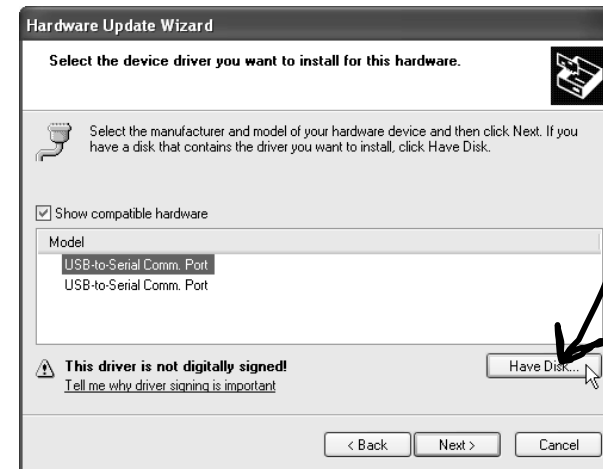 Hardware Update Wizard
Select the device driver you want to install for this hardware.
Select the manufacturer and model of your hardware device and then click Next. If you
have a disk that contains the driver you want to install, click Have Disk.
Show compatible hardware
Model
USB-to-Serial Comm. Port
USB-to-Serial Comm. Port
This driver is not digitally signed!
Tell me why driver signing is important
Have Disk...
< Back
Next >
Cancel